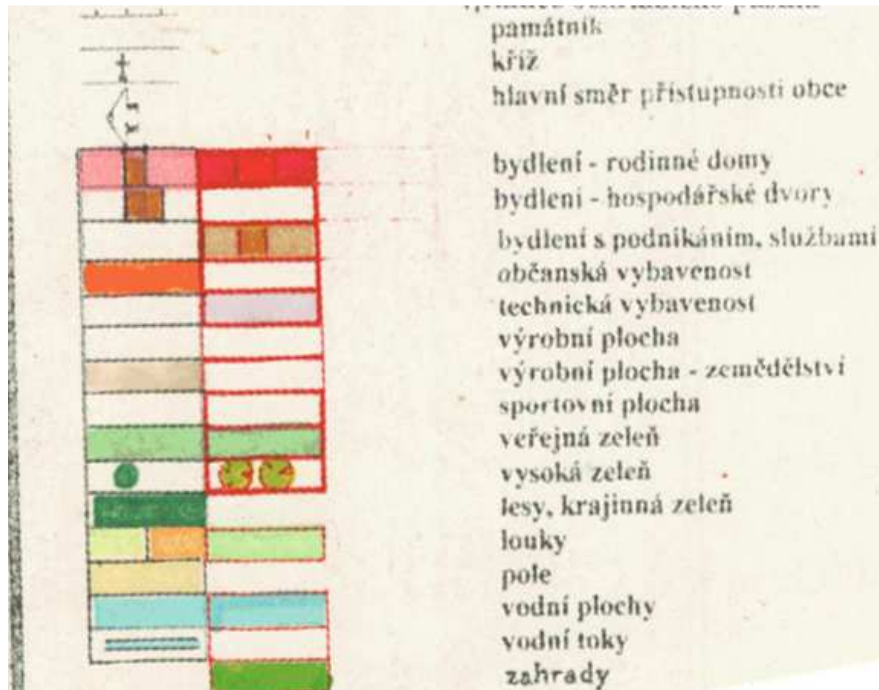 památník
kříž
hlavní směr přístupnosti obce
bydlení - rodinné domy
bydlení - hospodářské dvory
bydlení s podnikáním, službami
občanská vybavenost
technická vybavenost
výrobní plocha
výrobní plocha - zemědělství
sportovní plocha
veřejná zeleň
vysoká zeleň
lesy, krajinná zeleň
louky
pole
vodní plochy
vodní toky
zahrady